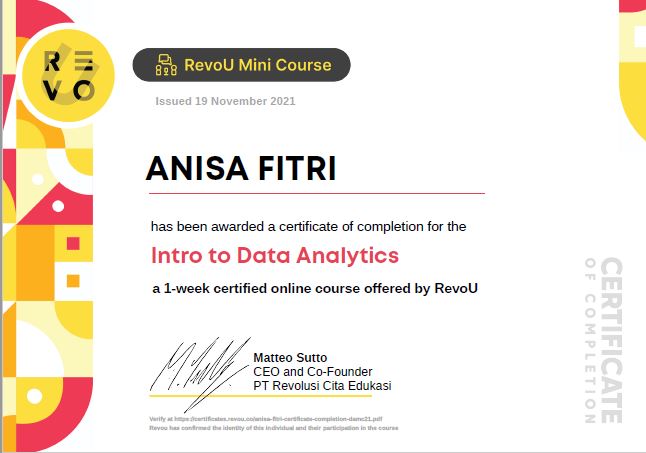 R E
V O
U
RevoU Mini Course
Issued 19 November 2021
ANISA FITRI
has been awarded a certificate of completion for the
Intro to Data Analytics
a 1-week certified online course offered by RevoU
Matteo Sutto
CEO and Co-Founder
PT Revolusi Cita Edukasi
Verify at https://certificates.revou.co/anisa-fitri-certificate-completion-damc21.pdf
Revou has confirmed the identity of this individual and their participation in the course
CERTIFICATE
OF COMPLETION